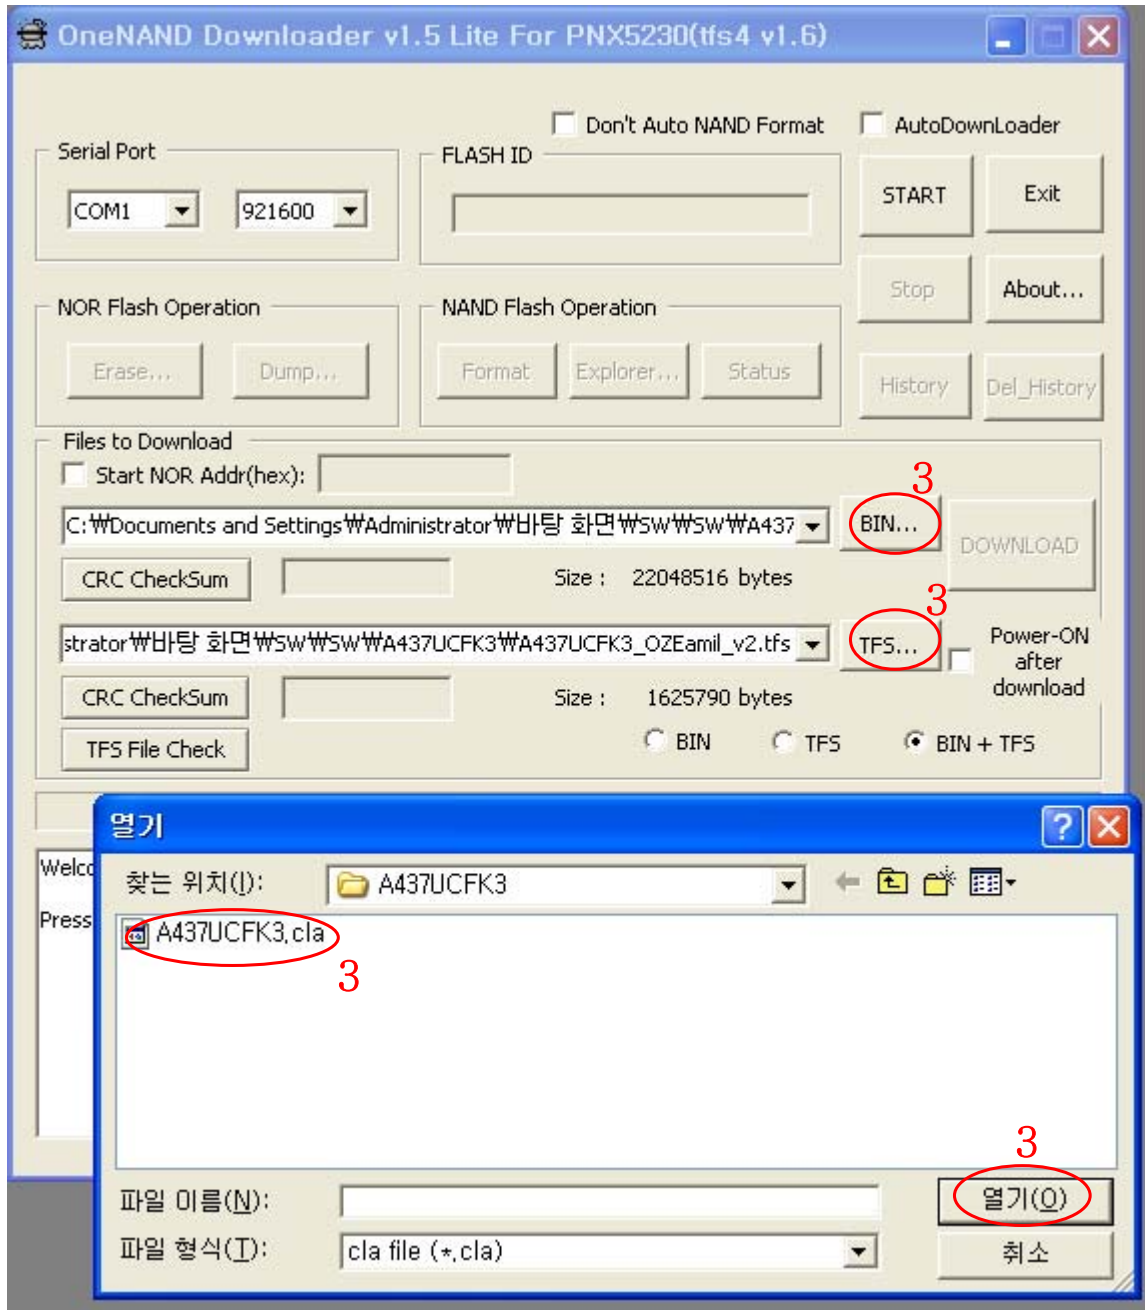 OneNAND Downloader v1.5 Lite For PNX5230(tfs4 v1.6)
Don't Auto NAND Format
AutoDownLoader
Serial Port
COM1
921600
FLASH ID
START
Exit
Stop
About...
NOR Flash Operation
Erase...
Dump...
NAND Flash Operation
Format
Explorer...
Status
History
Del_History
Files to Download
Start NOR Addr(hex):
3
C:₩Documents and Settings₩Administrator₩바탕 화면₩SW₩SW₩A437
BIN...
DOWNLOAD
CRC CheckSum
Size : 22048516 bytes
3
strator₩바탕 화면₩SW₩SW₩A437UCFK3₩A437UCFK3_OZEamil_v2.tfs
TFS...
Power-ON
after
download
CRC CheckSum
Size : 1625790 bytes
TFS File Check
BIN
TFS
BIN + TFS
Welco
Press
열기
찾는 위치(I):
A437UCFK3
A437UCFK3.cla
3
3
파일 이름(N):
열기(O)
파일 형식(T):
cla file (*.cla)
취소